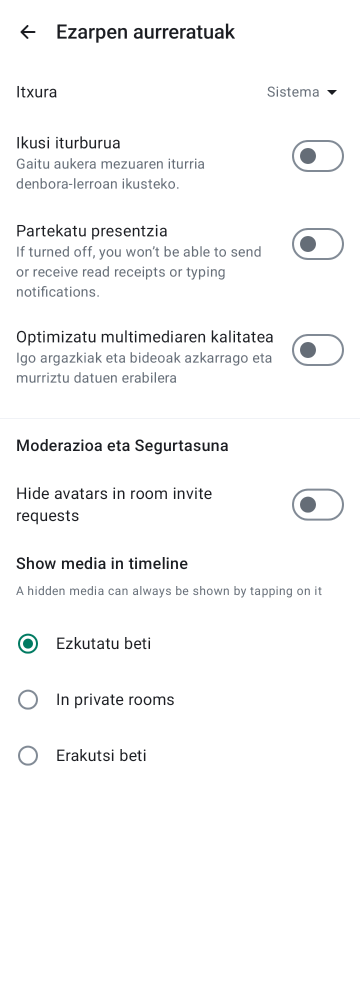 Ezarpen aurreratuak
Itxura
Sistema
Ikusi iturburua
Gaitu aukera mezuaren iturria
denbora-lerroan ikusteko.
Partekatu presentzia
If turned off, you won’t be able to send
or receive read receipts or typing
notifications.
Optimizatu multimediaren kalitatea
Igo argazkiak eta bideoak azkarrago eta
murriztu datuen erabilera
Moderazioa eta Segurtasuna
Hide avatars in room invite
requests
Show media in timeline
A hidden media can always be shown by tapping on it
Ezkutatu beti
In private rooms
Erakutsi beti